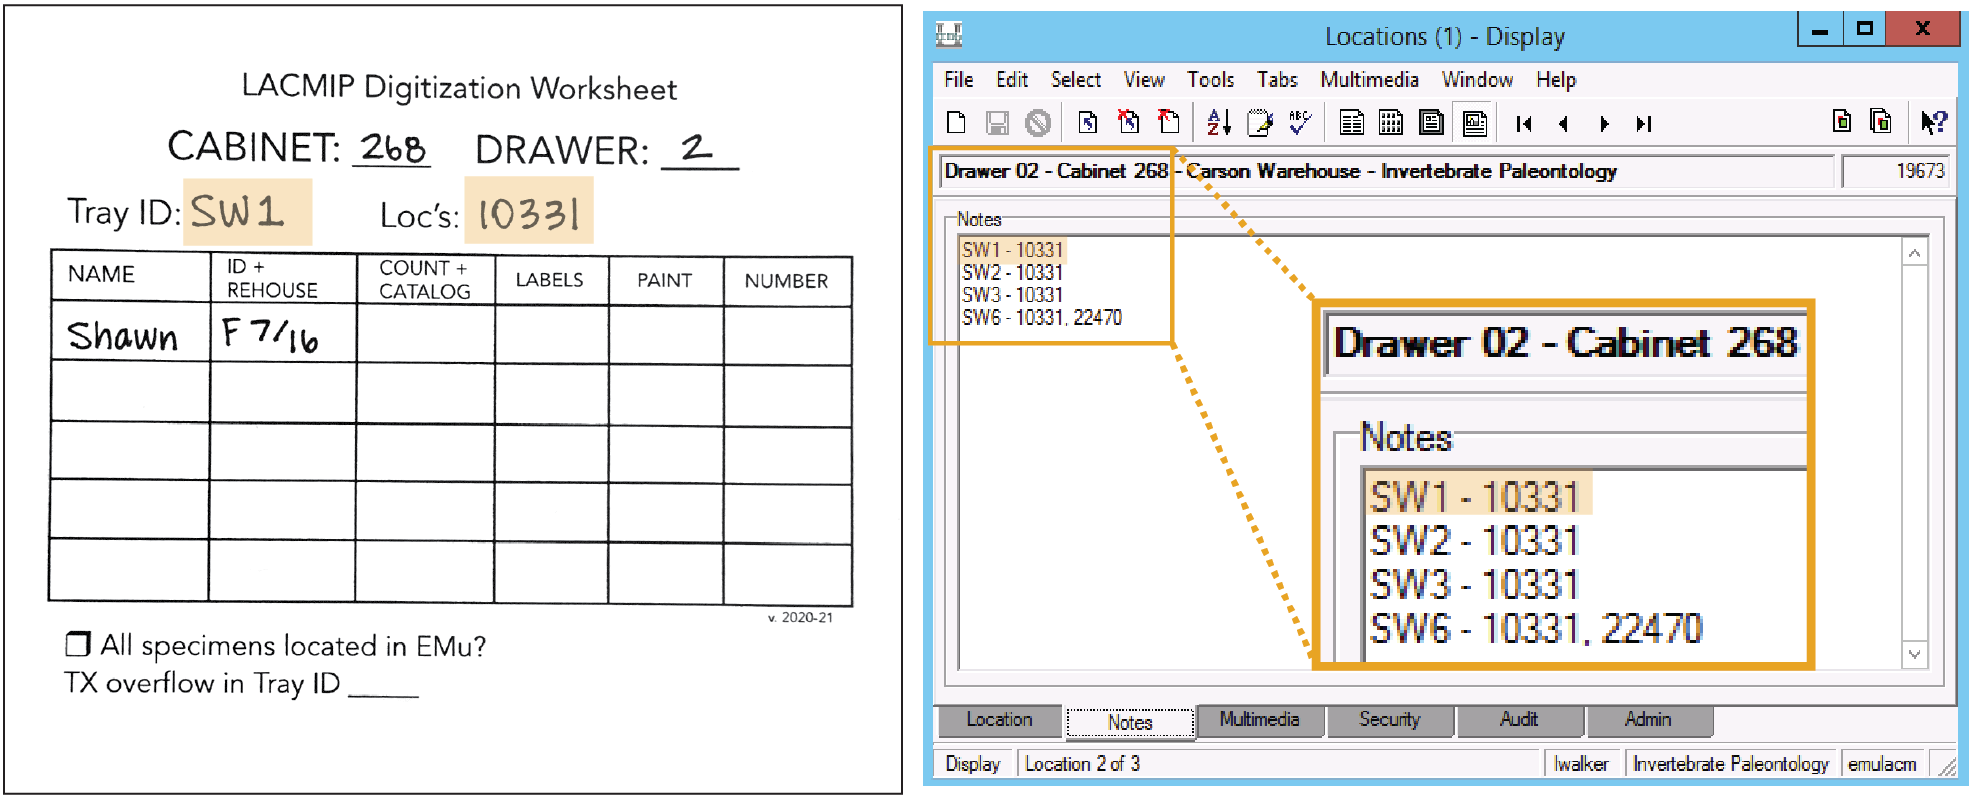 LACMIP Digitization Worksheet
CABINET: 268 DRAWER: 2
Tray ID: SW1 Loc's: 10331
NAME ID + REHOUSE COUNT + CATALOG LABELS PAINT NUMBER
Shawn F 7/16
v. 2020-21
All specimens located in EMu?
TX overflow in Tray ID
Locations (1) - Display
File Edit Select View Tools Tabs Multimedia Window Help
Drawer 02 - Cabinet 268 - Carson Warehouse - Invertebrate Paleontology 19673
Notes
SW1 - 10331
SW2 - 10331
SW3 - 10331
SW6 - 10331, 22470
Drawer 02 - Cabinet 268
Notes
SW1 - 10331
SW2 - 10331
SW3 - 10331
SW6 - 10331, 22470
Location Notes Multimedia Security Audit Admin
Display Location 2 of 3 lwalker Invertebrate Paleontology emulacm